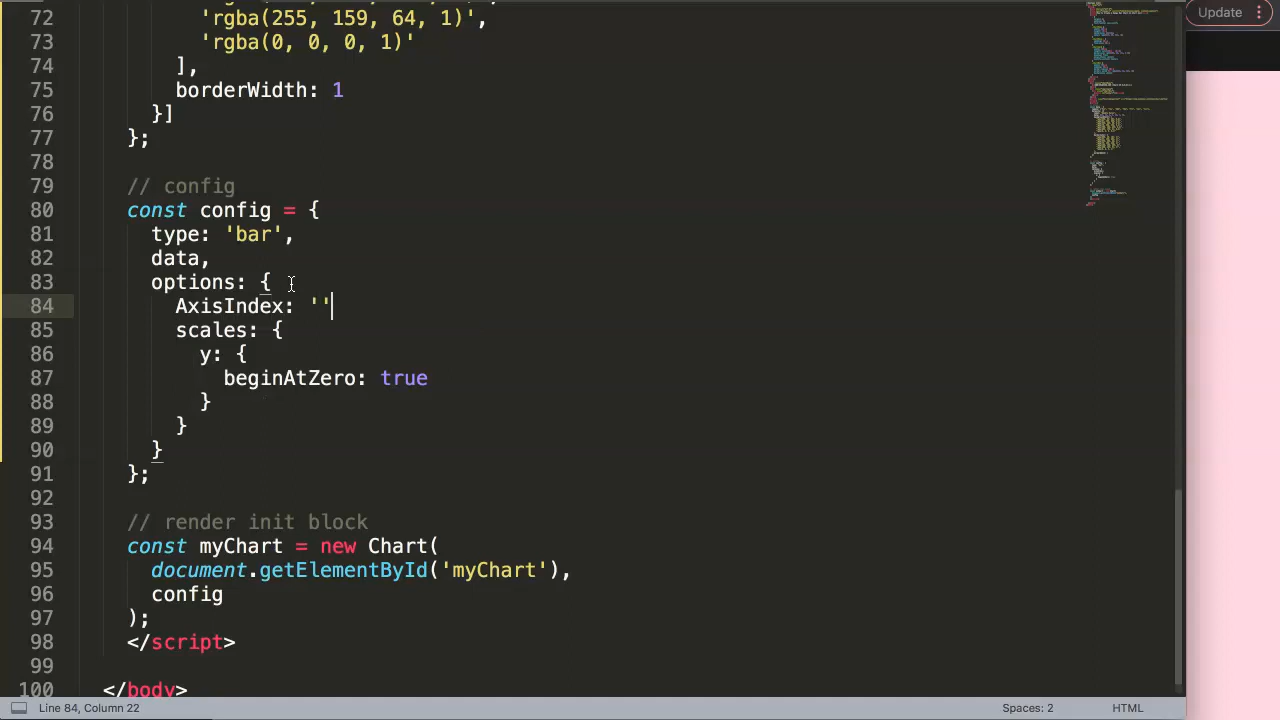 Update
72 'rgba(255, 159, 64, 1)',
73 'rgba(0, 0, 0, 1)'
74 ],
75 borderWidth: 1
76 }]
77 };
78
79 // config
80 const config = {
81 type: 'bar',
82 data,
83 options: {
84 AxisIndex: ''
85 scales: {
86 y: {
87 beginAtZero: true
88 }
89 }
90 }
91 };
92
93 // render init block
94 const myChart = new Chart(
95 document.getElementById('myChart'),
96 config
97 );
98 </script>
99
100 </body>
Line 84, Column 22 Spaces: 2 HTML